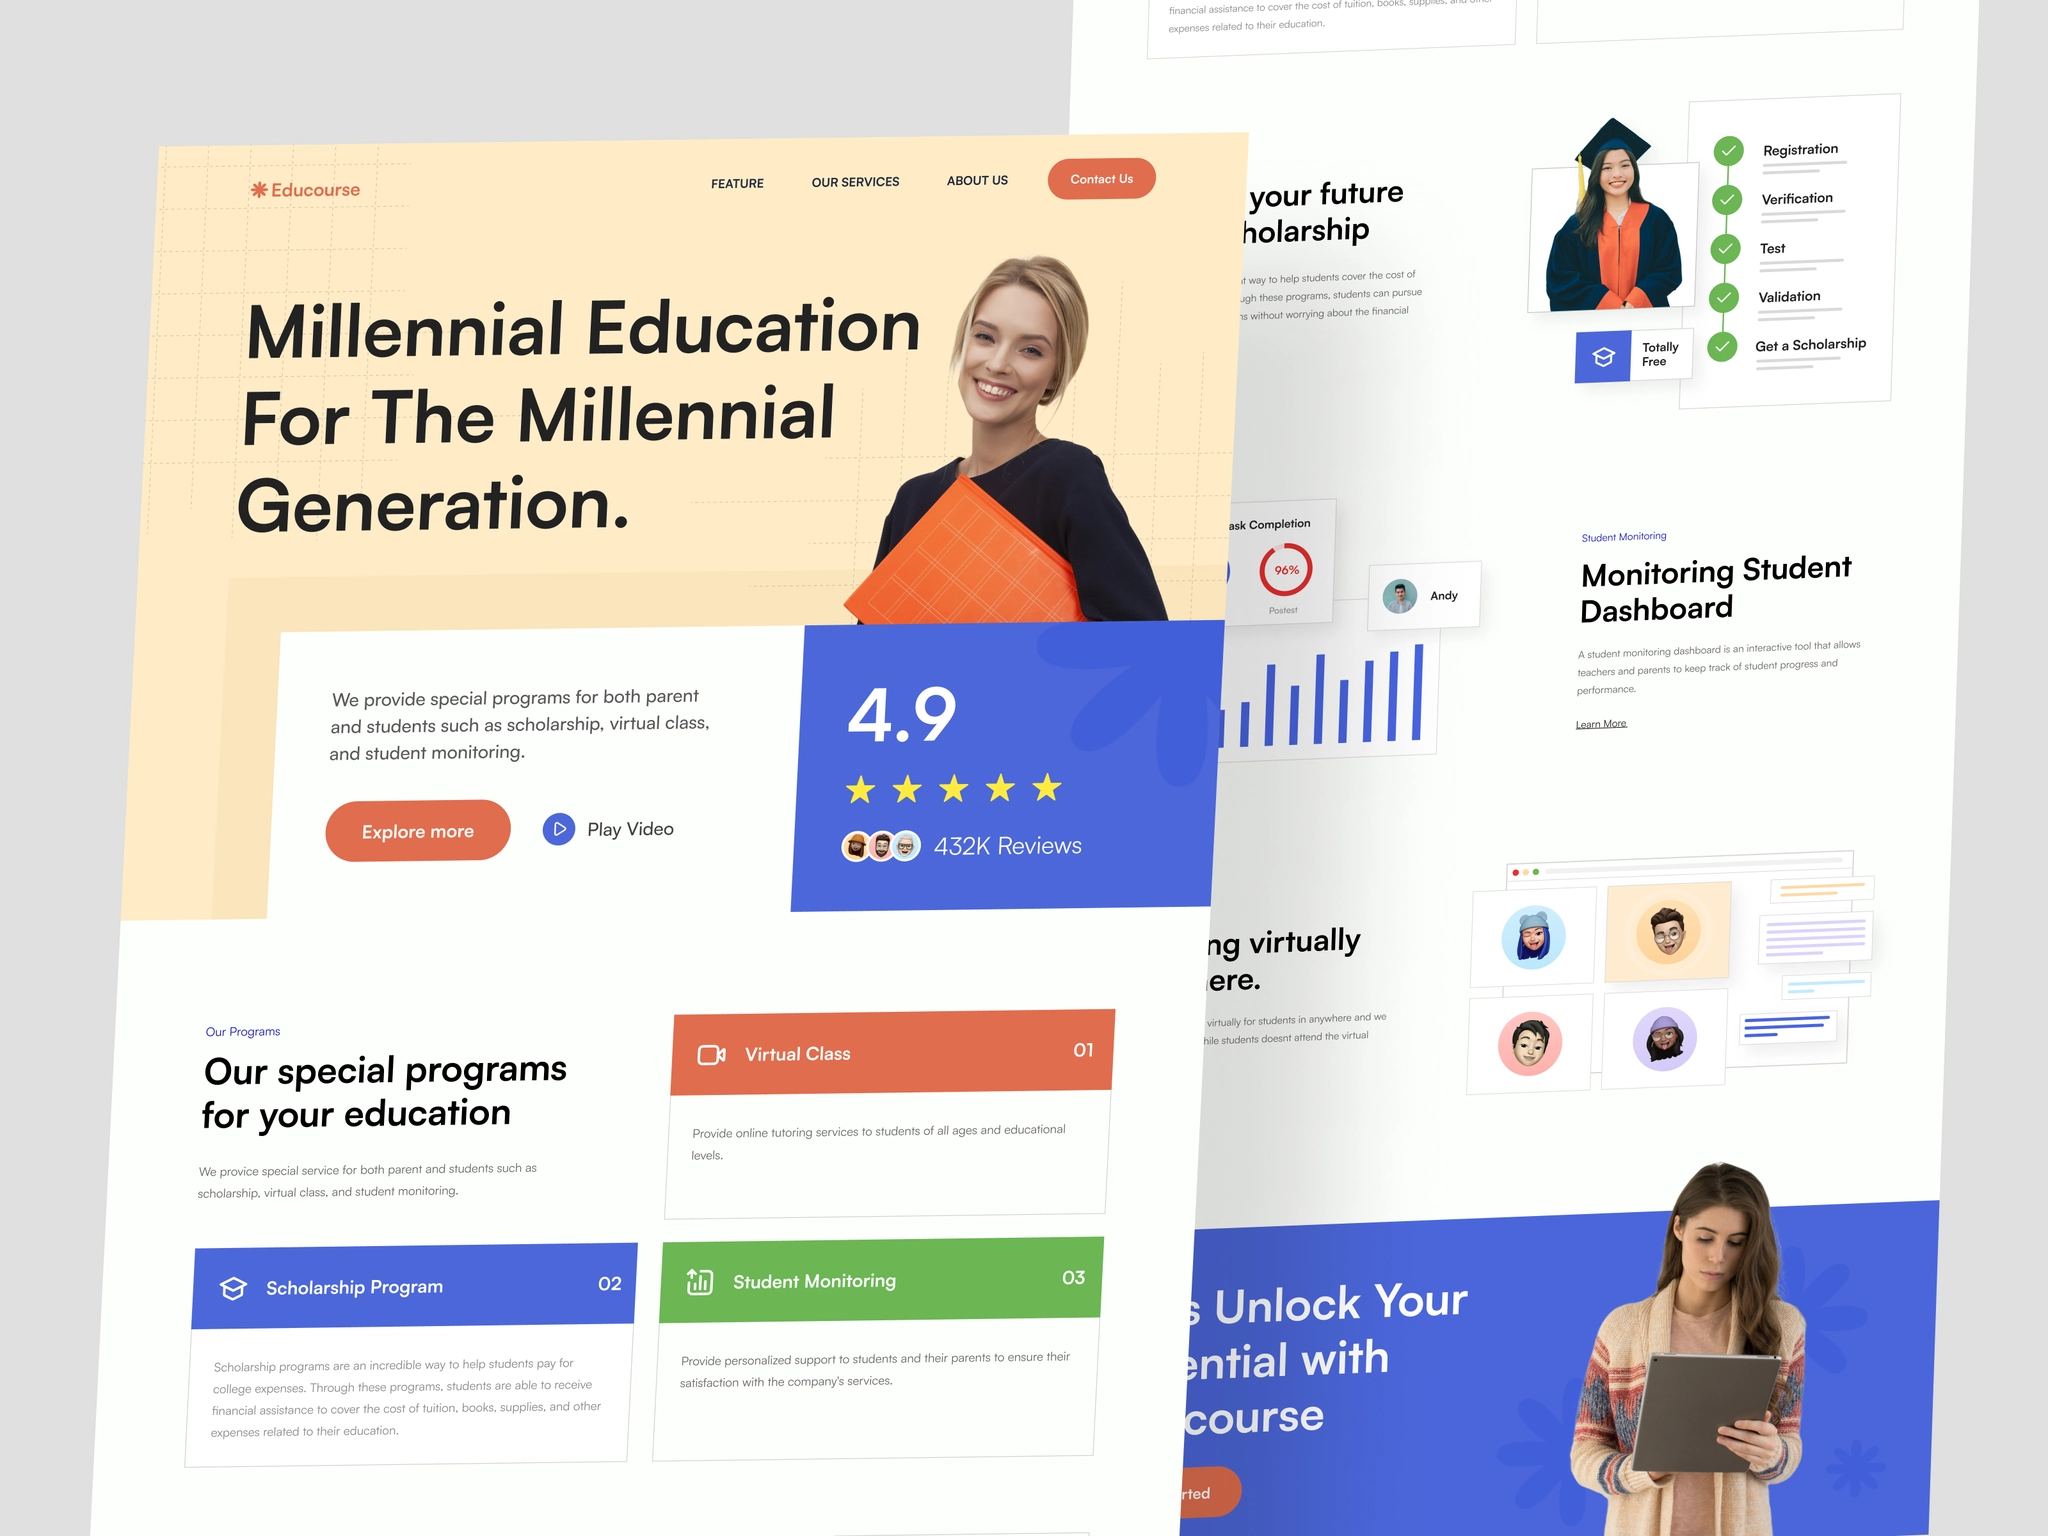 Educourse
FEATURE
OUR SERVICES
ABOUT US
Contact Us
Millennial Education
For The Millennial
Generation.
We provide special programs for both parent
and students such as scholarship, virtual class,
and student monitoring.
Explore more
Play Video
4.9
432K Reviews
Our Programs
Our special programs
for your education
We provice special service for both parent and students such as
scholarship, virtual class, and student monitoring.
Virtual Class
01
Provide online tutoring services to students of all ages and educational
levels.
Scholarship Program
02
Scholarship programs are an incredible way to help students pay for
college expenses. Through these programs, students are able to receive
financial assistance to cover the cost of tuition, books, supplies, and other
expenses related to their education.
Student Monitoring
03
Provide personalized support to students and their parents to ensure their
satisfaction with the company's services.
financial assistance to cover the cost of tuition, books, supplies, and other
expenses related to their education.
your future
holarship
t way to help students cover the cost of
ugh these programs, students can pursue
ns without worrying about the financial
Registration
Verification
Test
Validation
Get a Scholarship
Totally
Free
ask Completion
96%
Postest
Andy
Student Monitoring
Monitoring Student
Dashboard
A student monitoring dashboard is an interactive tool that allows
teachers and parents to keep track of student progress and
performance.
Learn More
ng virtually
ere.
virtually for students in anywhere and we
hile students doesnt attend the virtual
s Unlock Your
ential with
course
rted